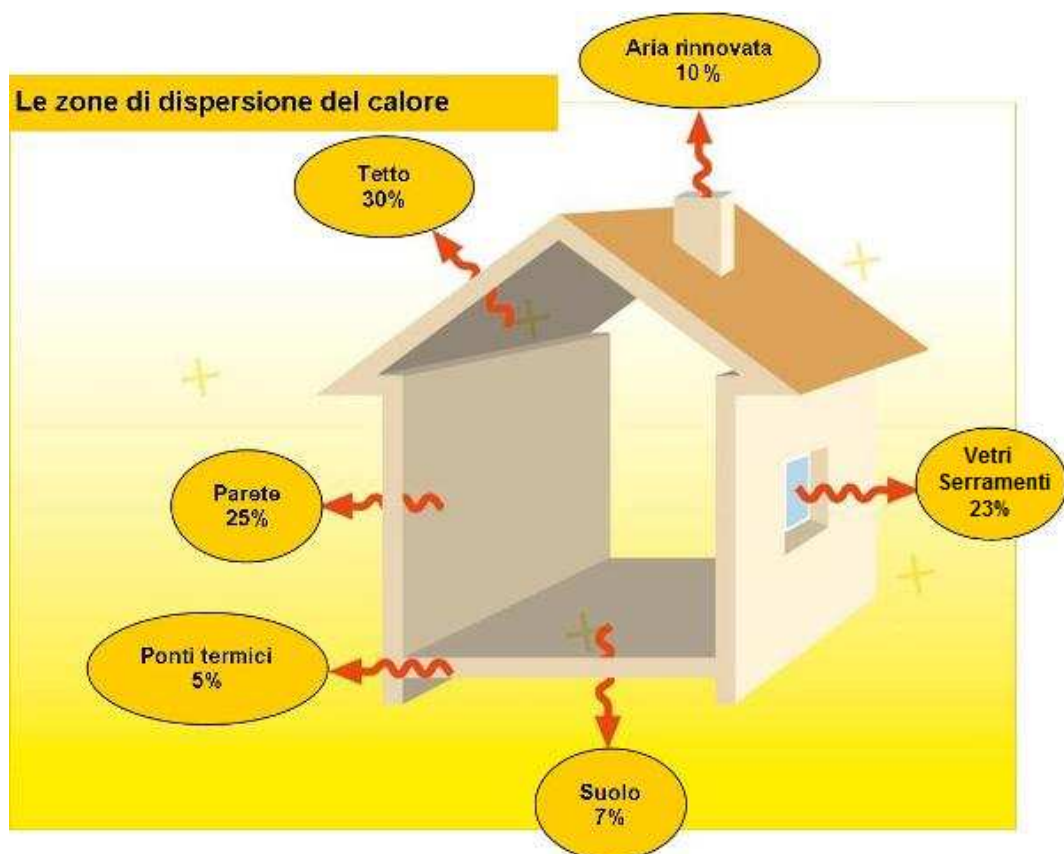 Aria rinnovata
10%
Le zone di dispersione del calore
Tetto
30%
Parete
25%
Vetri
Serramenti
23%
Ponti termici
5%
Suolo
7%